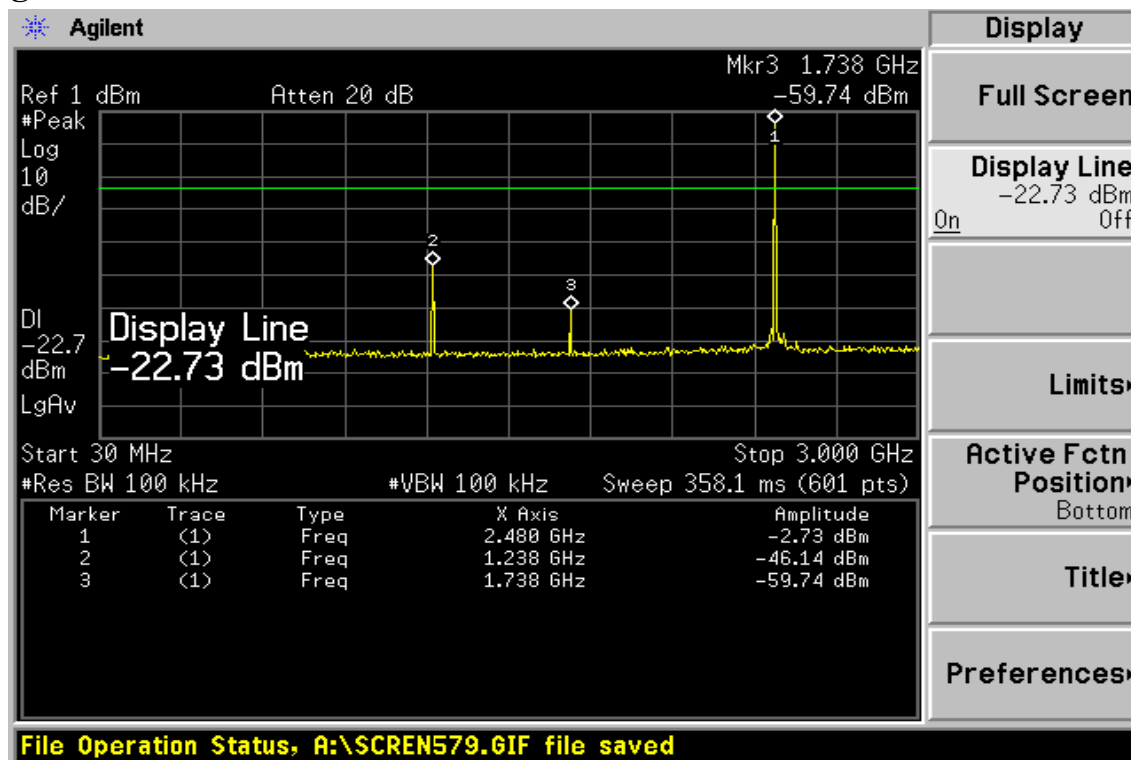 Agilent
Display
Mkr3 1.738 GHz
Ref 1 dBm Atten 20 dB -59.74 dBm
#Peak
Log
10
dB/
1
2
3
DI
-22.7
dBm
LgAv
Display Line
-22.73 dBm
Start 30 MHz Stop 3.000 GHz
#Res BW 100 kHz #VBW 100 kHz Sweep 358.1 ms (601 pts)
Marker Trace Type X Axis Amplitude
1 (1) Freq 2.480 GHz -2.73 dBm
2 (1) Freq 1.238 GHz -46.14 dBm
3 (1) Freq 1.738 GHz -59.74 dBm
Full Screen
Display Line
-22.73 dBm
On Off
Limits
Active Fctn
Position
Bottom
Title
Preferences
File Operation Status, A:\SCREN579.GIF file saved